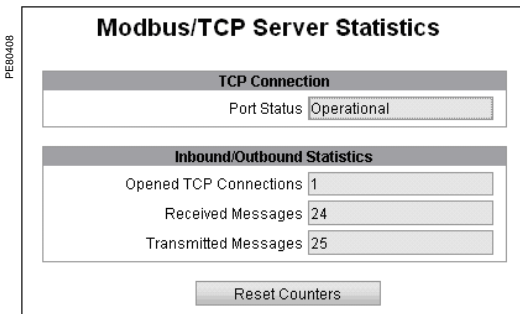 PE80408
Modbus/TCP Server Statistics
TCP Connection
Port Status Operational
Inbound/Outbound Statistics
Opened TCP Connections 1
Received Messages 24
Transmitted Messages 25
Reset Counters